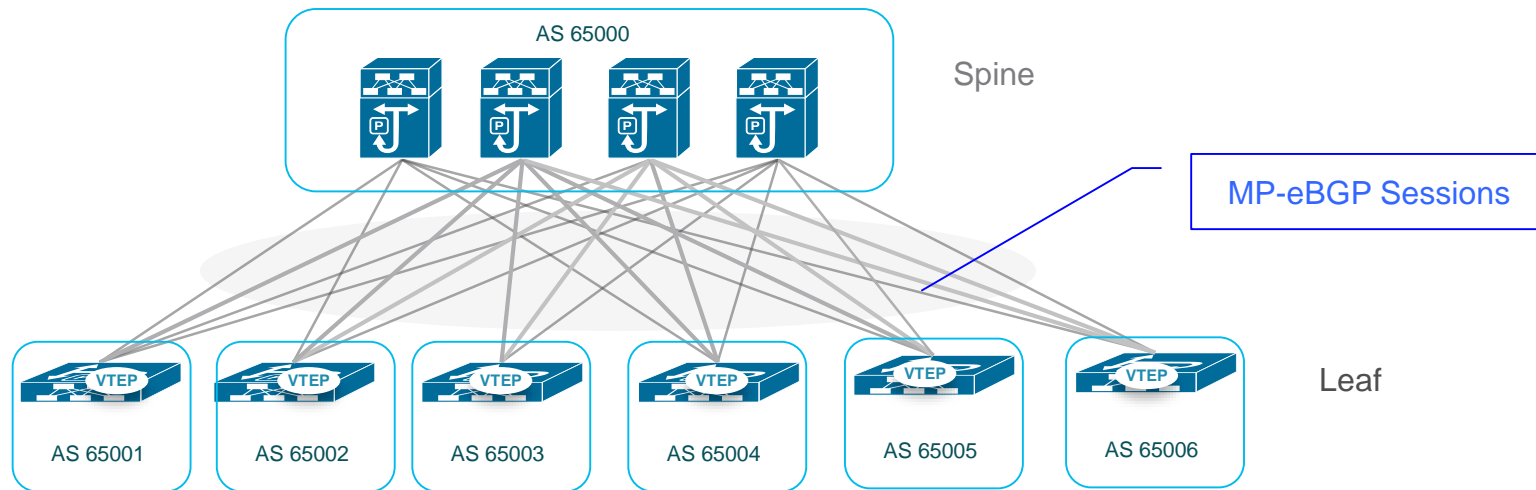 AS 65000
Spine
P
P
P
P
MP-eBGP Sessions
VTEP
VTEP
VTEP
VTEP
VTEP
VTEP
Leaf
AS 65001
AS 65002
AS 65003
AS 65004
AS 65005
AS 65006